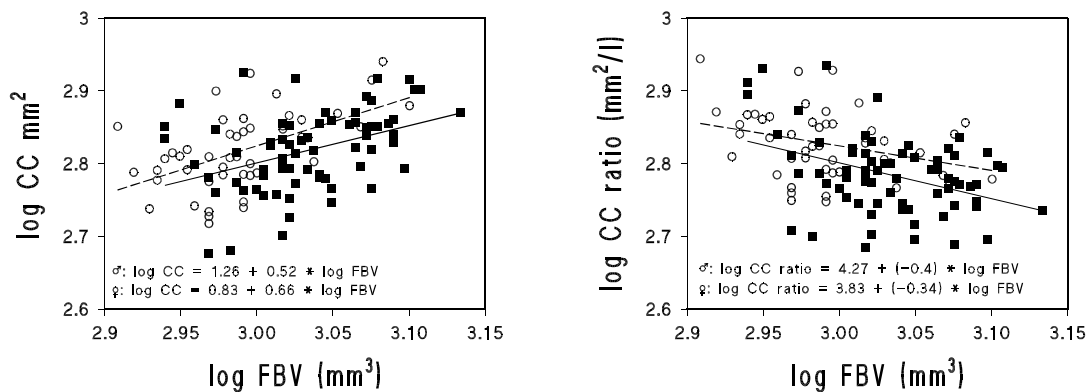 log CC mm²
3
2.9
2.8
2.7
2.6
♂: log CC = 1.26 + 0.52 * log FBV
♀: log CC = 0.83 + 0.66 * log FBV
2.9 2.95 3.00 3.05 3.10 3.15
log FBV (mm³)
log CC ratio (mm²/l)
3
2.9
2.8
2.7
2.6
♂: log CC ratio = 4.27 + (-0.4) * log FBV
♀: log CC ratio = 3.83 + (-0.34) * log FBV
2.9 2.95 3.00 3.05 3.10 3.15
log FBV (mm³)